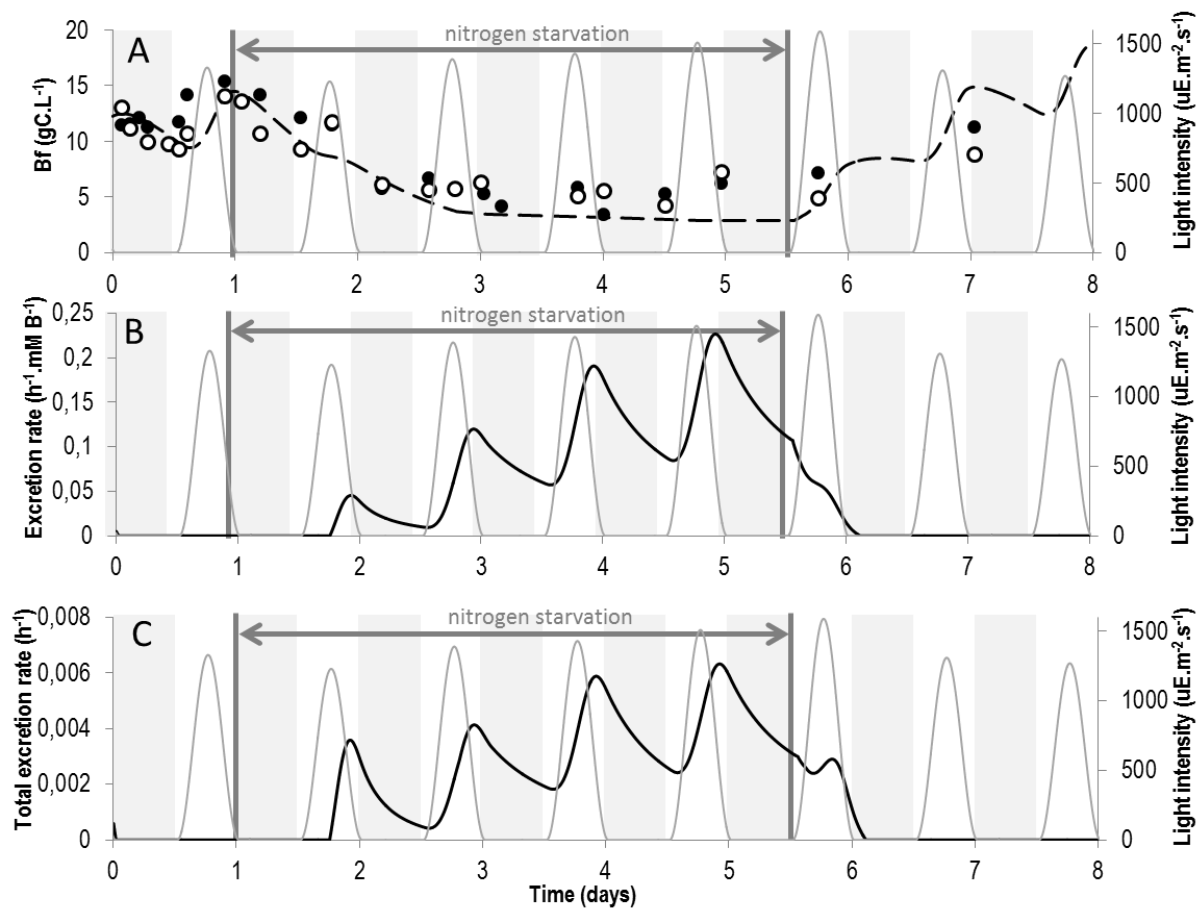 A
nitrogen starvation
Bf (gC.L-1)
20
15
10
5
0
0 1 2 3 4 5 6 7 8
1500
1000
500
0
Light intensity (uE.m-2.s-1)
B
nitrogen starvation
Excretion rate (h-1.mM B-1)
0,25
0,2
0,15
0,1
0,05
0
0 1 2 3 4 5 6 7 8
1500
1000
500
0
Light intensity (uE.m-2.s-1)
C
nitrogen starvation
Total excretion rate (h-1)
0,008
0,006
0,004
0,002
0
0 1 2 3 4 5 6 7 8
Time (days)
1500
1000
500
0
Light intensity (uE.m-2.s-1)